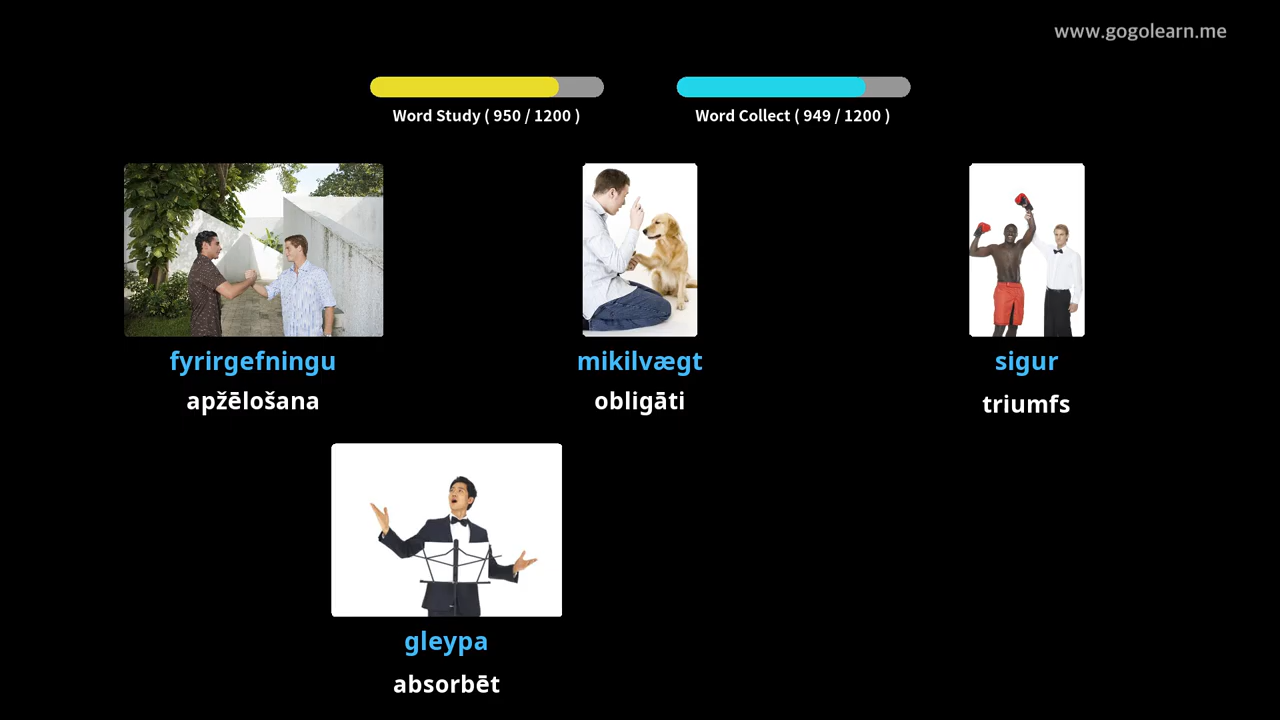 www.gogolearn.me
Word Study ( 950 / 1200 )
Word Collect ( 949 / 1200 )
fyrirgefningu
apžēlošana
mikilvægt
obligāti
sigur
triumfs
gleypa
absorbēt